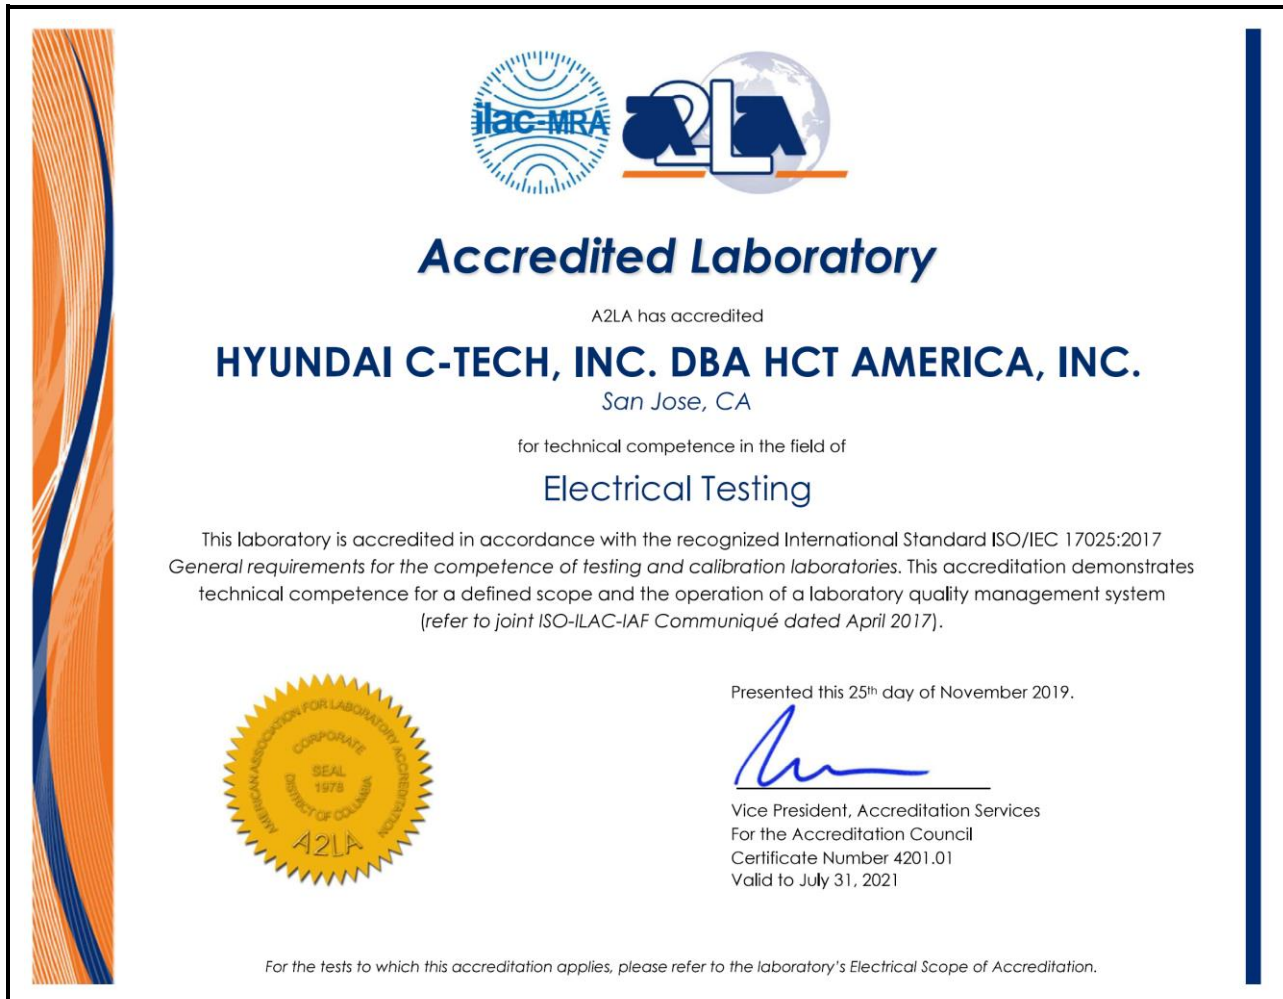 ilac-MRA
A2LA
Accredited Laboratory
A2LA has accredited
HYUNDAI C-TECH, INC. DBA HCT AMERICA, INC.
San Jose, CA
for technical competence in the field of
Electrical Testing
This laboratory is accredited in accordance with the recognized International Standard ISO/IEC 17025:2017
General requirements for the competence of testing and calibration laboratories. This accreditation demonstrates
technical competence for a defined scope and the operation of a laboratory quality management system
(refer to joint ISO-ILAC-IAF Communiqué dated April 2017).
AMERICAN ASSOCIATION FOR LABORATORY ACCREDITATION
CORPORATE
SEAL
1978
DISTRICT OF COLUMBIA
A2LA
Presented this 25th day of November 2019.
Vice President, Accreditation Services
For the Accreditation Council
Certificate Number 4201.01
Valid to July 31, 2021
For the tests to which this accreditation applies, please refer to the laboratory's Electrical Scope of Accreditation.